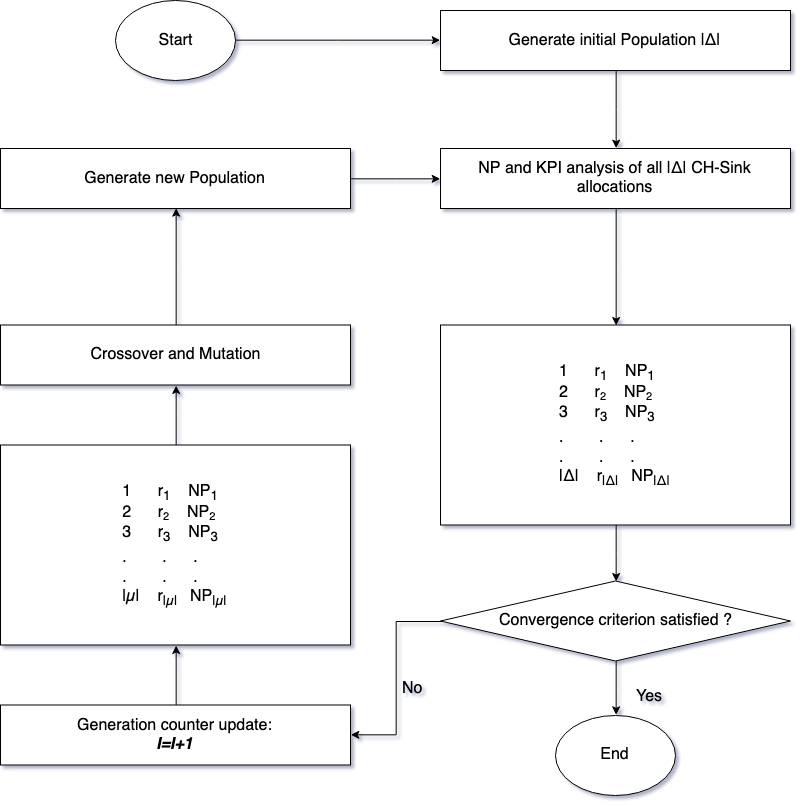 Start
Generate initial Population |Δ|
NP and KPI analysis of all |Δ| CH-Sink
allocations
1 r1 NP1
2 r2 NP2
3 r3 NP3
. . .
. . .
|Δ| r|Δ| NP|Δ|
Convergence criterion satisfied ?
Yes
End
No
Generation counter update:
l=l+1
1 r1 NP1
2 r2 NP2
3 r3 NP3
. . .
. . .
|μ| r|μ| NP|μ|
Crossover and Mutation
Generate new Population